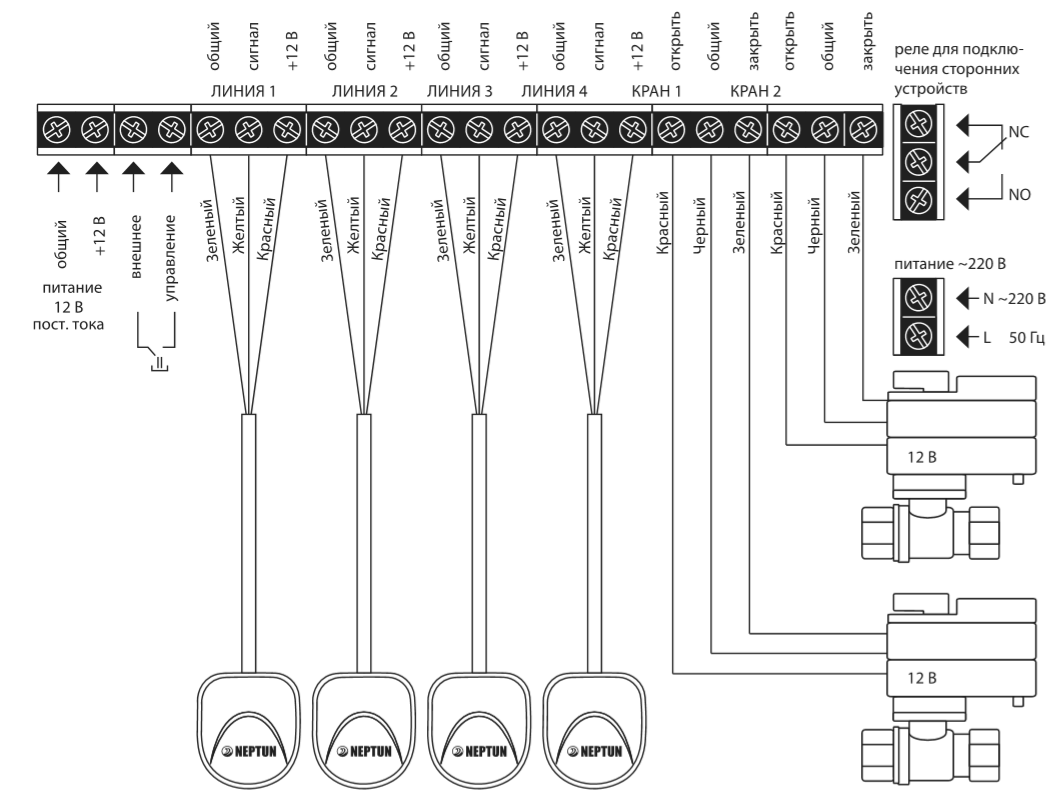 общий
сигнал
+12 В
общий
сигнал
+12 В
общий
сигнал
+12 В
общий
сигнал
+12 В
открыть
общий
закрыть
открыть
общий
закрыть
ЛИНИЯ 1
ЛИНИЯ 2
ЛИНИЯ 3
ЛИНИЯ 4
КРАН 1
КРАН 2
реле для подклю-
чения сторонних
устройств
NC
NO
общий
+12 В
питание
12 В
пост. тока
внешнее
управление
Зеленый
Желтый
Красный
Зеленый
Желтый
Красный
Зеленый
Желтый
Красный
Зеленый
Желтый
Красный
Красный
Черный
Зеленый
Красный
Черный
Зеленый
питание ~220 В
N ~220 В
L 50 Гц
12 В
12 В
NEPTUN
NEPTUN
NEPTUN
NEPTUN